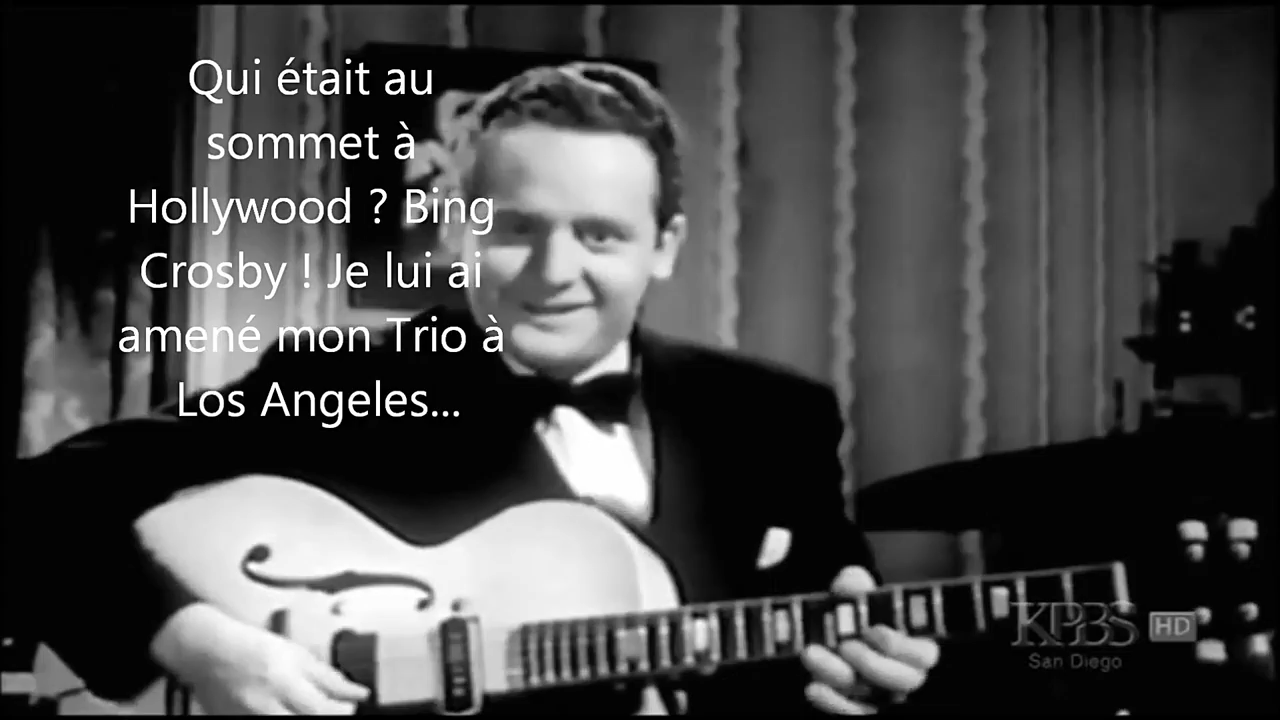 Qui était au
sommet à
Hollywood ? Bing
Crosby ! Je lui ai
amené mon Trio à
Los Angeles...
KPBS HD
San Diego